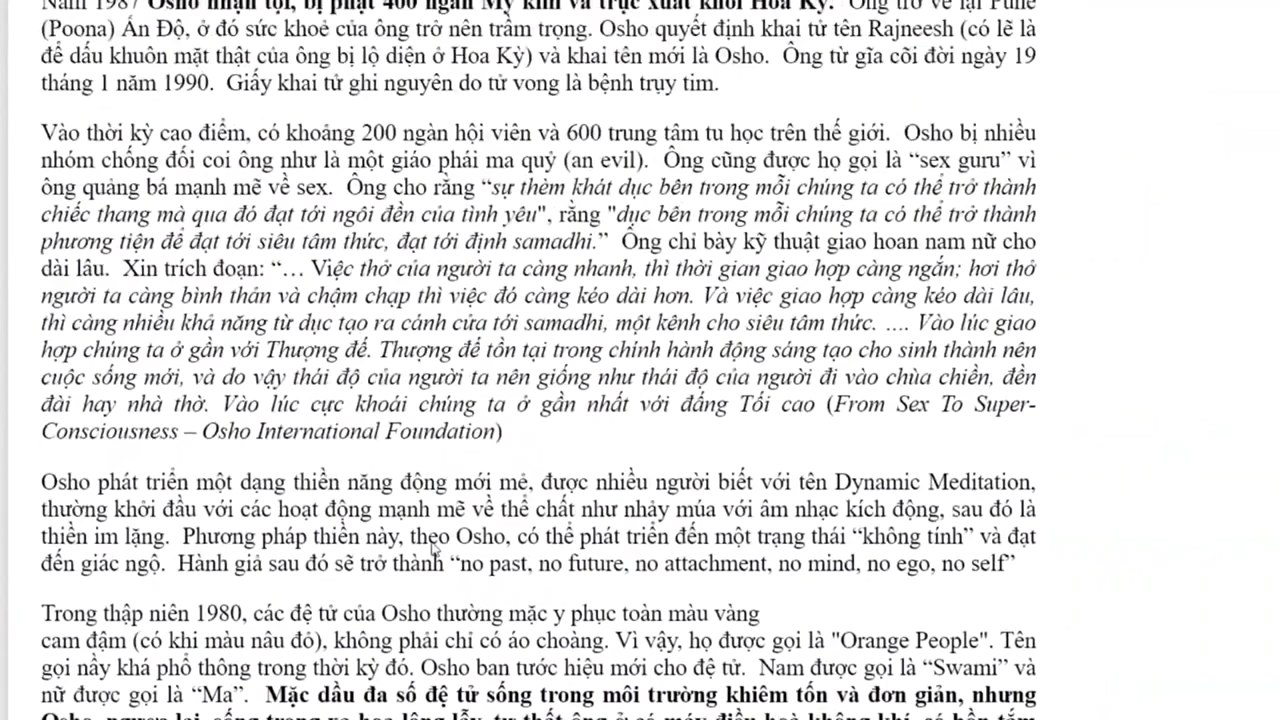 Năm 1987 Osho nhận tội, bị phạt 400 ngàn Mỹ kim và trục xuất khỏi Hoa Kỳ. Ông trở về lại Pune
(Poona) Ấn Độ, ở đó sức khoẻ của ông trở nên trầm trọng. Osho quyết định khai tử tên Rajneesh (có lẽ là
để dấu khuôn mặt thật của ông bị lộ diện ở Hoa Kỳ) và khai tên mới là Osho. Ông từ gĩa cõi đời ngày 19
tháng 1 năm 1990. Giấy khai tử ghi nguyên do tử vong là bệnh trụy tim.
Vào thời kỳ cao điểm, có khoảng 200 ngàn hội viên và 600 trung tâm tu học trên thế giới. Osho bị nhiều
nhóm chống đối coi ông như là một giáo phái ma quỷ (an evil). Ông cũng được họ gọi là “sex guru” vì
ông quảng bá mạnh mẽ về sex. Ông cho rằng “sự thèm khát dục bên trong mỗi chúng ta có thể trở thành
chiếc thang mà qua đó đạt tới ngôi đền của tình yêu", rằng "dục bên trong mỗi chúng ta có thể trở thành
phương tiện để đạt tới siêu tâm thức, đạt tới định samadhi.” Ông chỉ bày kỹ thuật giao hoan nam nữ cho
dài lâu. Xin trích đoạn: “… Việc thở của người ta càng nhanh, thì thời gian giao hợp càng ngắn; hơi thở
người ta càng bình thản và chậm chạp thì việc đó càng kéo dài hơn. Và việc giao hợp càng kéo dài lâu,
thì càng nhiều khả năng từ dục tạo ra cánh cửa tới samadhi, một kênh cho siêu tâm thức. …. Vào lúc giao
hợp chúng ta ở gần với Thượng đế. Thượng đế tồn tại trong chính hành động sáng tạo cho sinh thành nên
cuộc sống mới, và do vậy thái độ của người ta nên giống như thái độ của người đi vào chùa chiền, đền
đài hay nhà thờ. Vào lúc cực khoái chúng ta ở gần nhất với đấng Tối cao (From Sex To Super-
Consciousness – Osho International Foundation)
Osho phát triển một dạng thiền năng động mới mẻ, được nhiều người biết với tên Dynamic Meditation,
thường khởi đầu với các hoạt động mạnh mẽ về thể chất như nhảy múa với âm nhạc kích động, sau đó là
thiền im lặng. Phương pháp thiền này, theo Osho, có thể phát triển đến một trạng thái “không tính” và đạt
đến giác ngộ. Hành giả sau đó sẽ trở thành “no past, no future, no attachment, no mind, no ego, no self”
Trong thập niên 1980, các đệ tử của Osho thường mặc y phục toàn màu vàng
cam đậm (có khi màu nâu đỏ), không phải chỉ có áo choàng. Vì vậy, họ được gọi là "Orange People". Tên
gọi nầy khá phổ thông trong thời kỳ đó. Osho ban tước hiệu mới cho đệ tử. Nam được gọi là “Swami” và
nữ được gọi là “Ma”. Mặc dầu đa số đệ tử sống trong môi trường khiêm tốn và đơn giản, nhưng